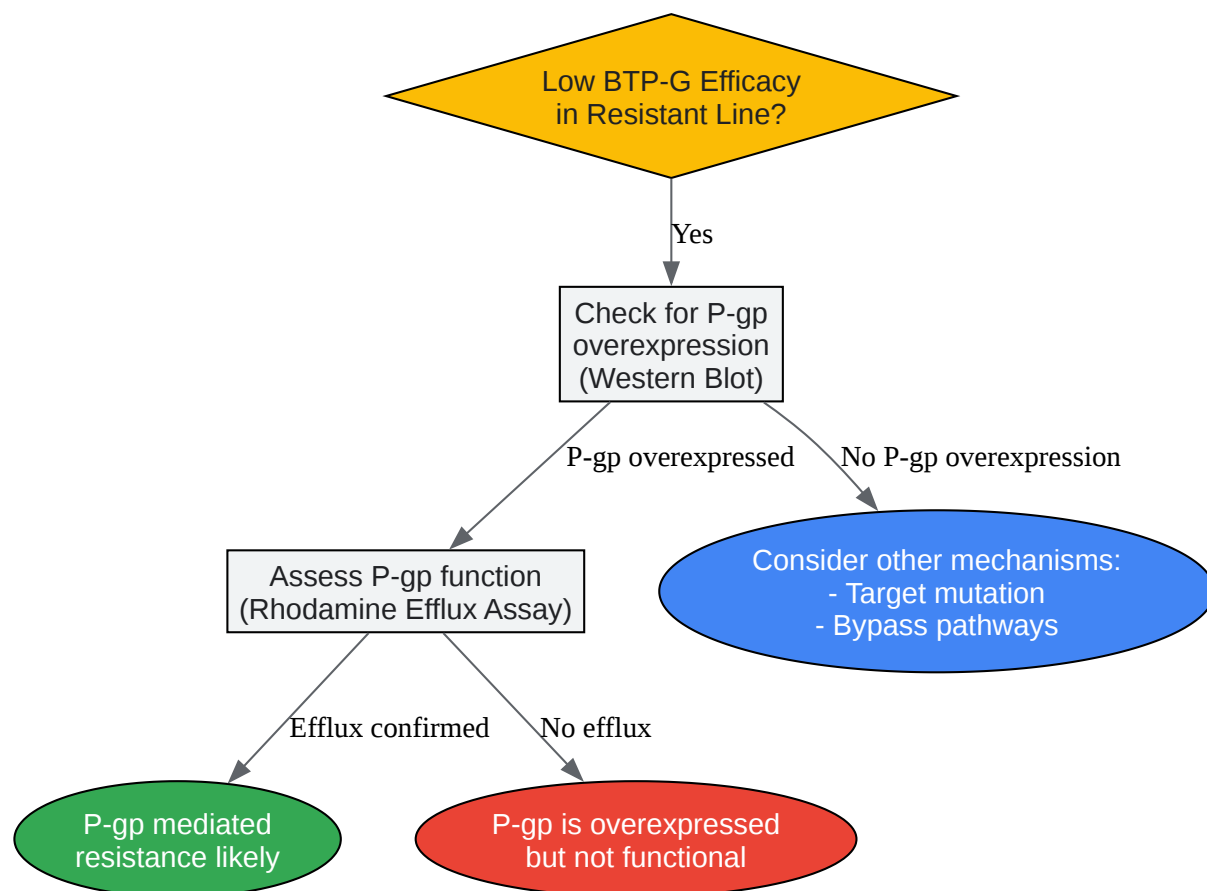 Low BTP-G Efficacy
in Resistant Line?
Yes
Check for P-gp
overexpression
(Western Blot)
P-gp overexpressed
No P-gp overexpression
Assess P-gp function
(Rhodamine Efflux Assay)
Consider other mechanisms:
- Target mutation
- Bypass pathways
Efflux confirmed
No efflux
P-gp mediated
resistance likely
P-gp is overexpressed
but not functional